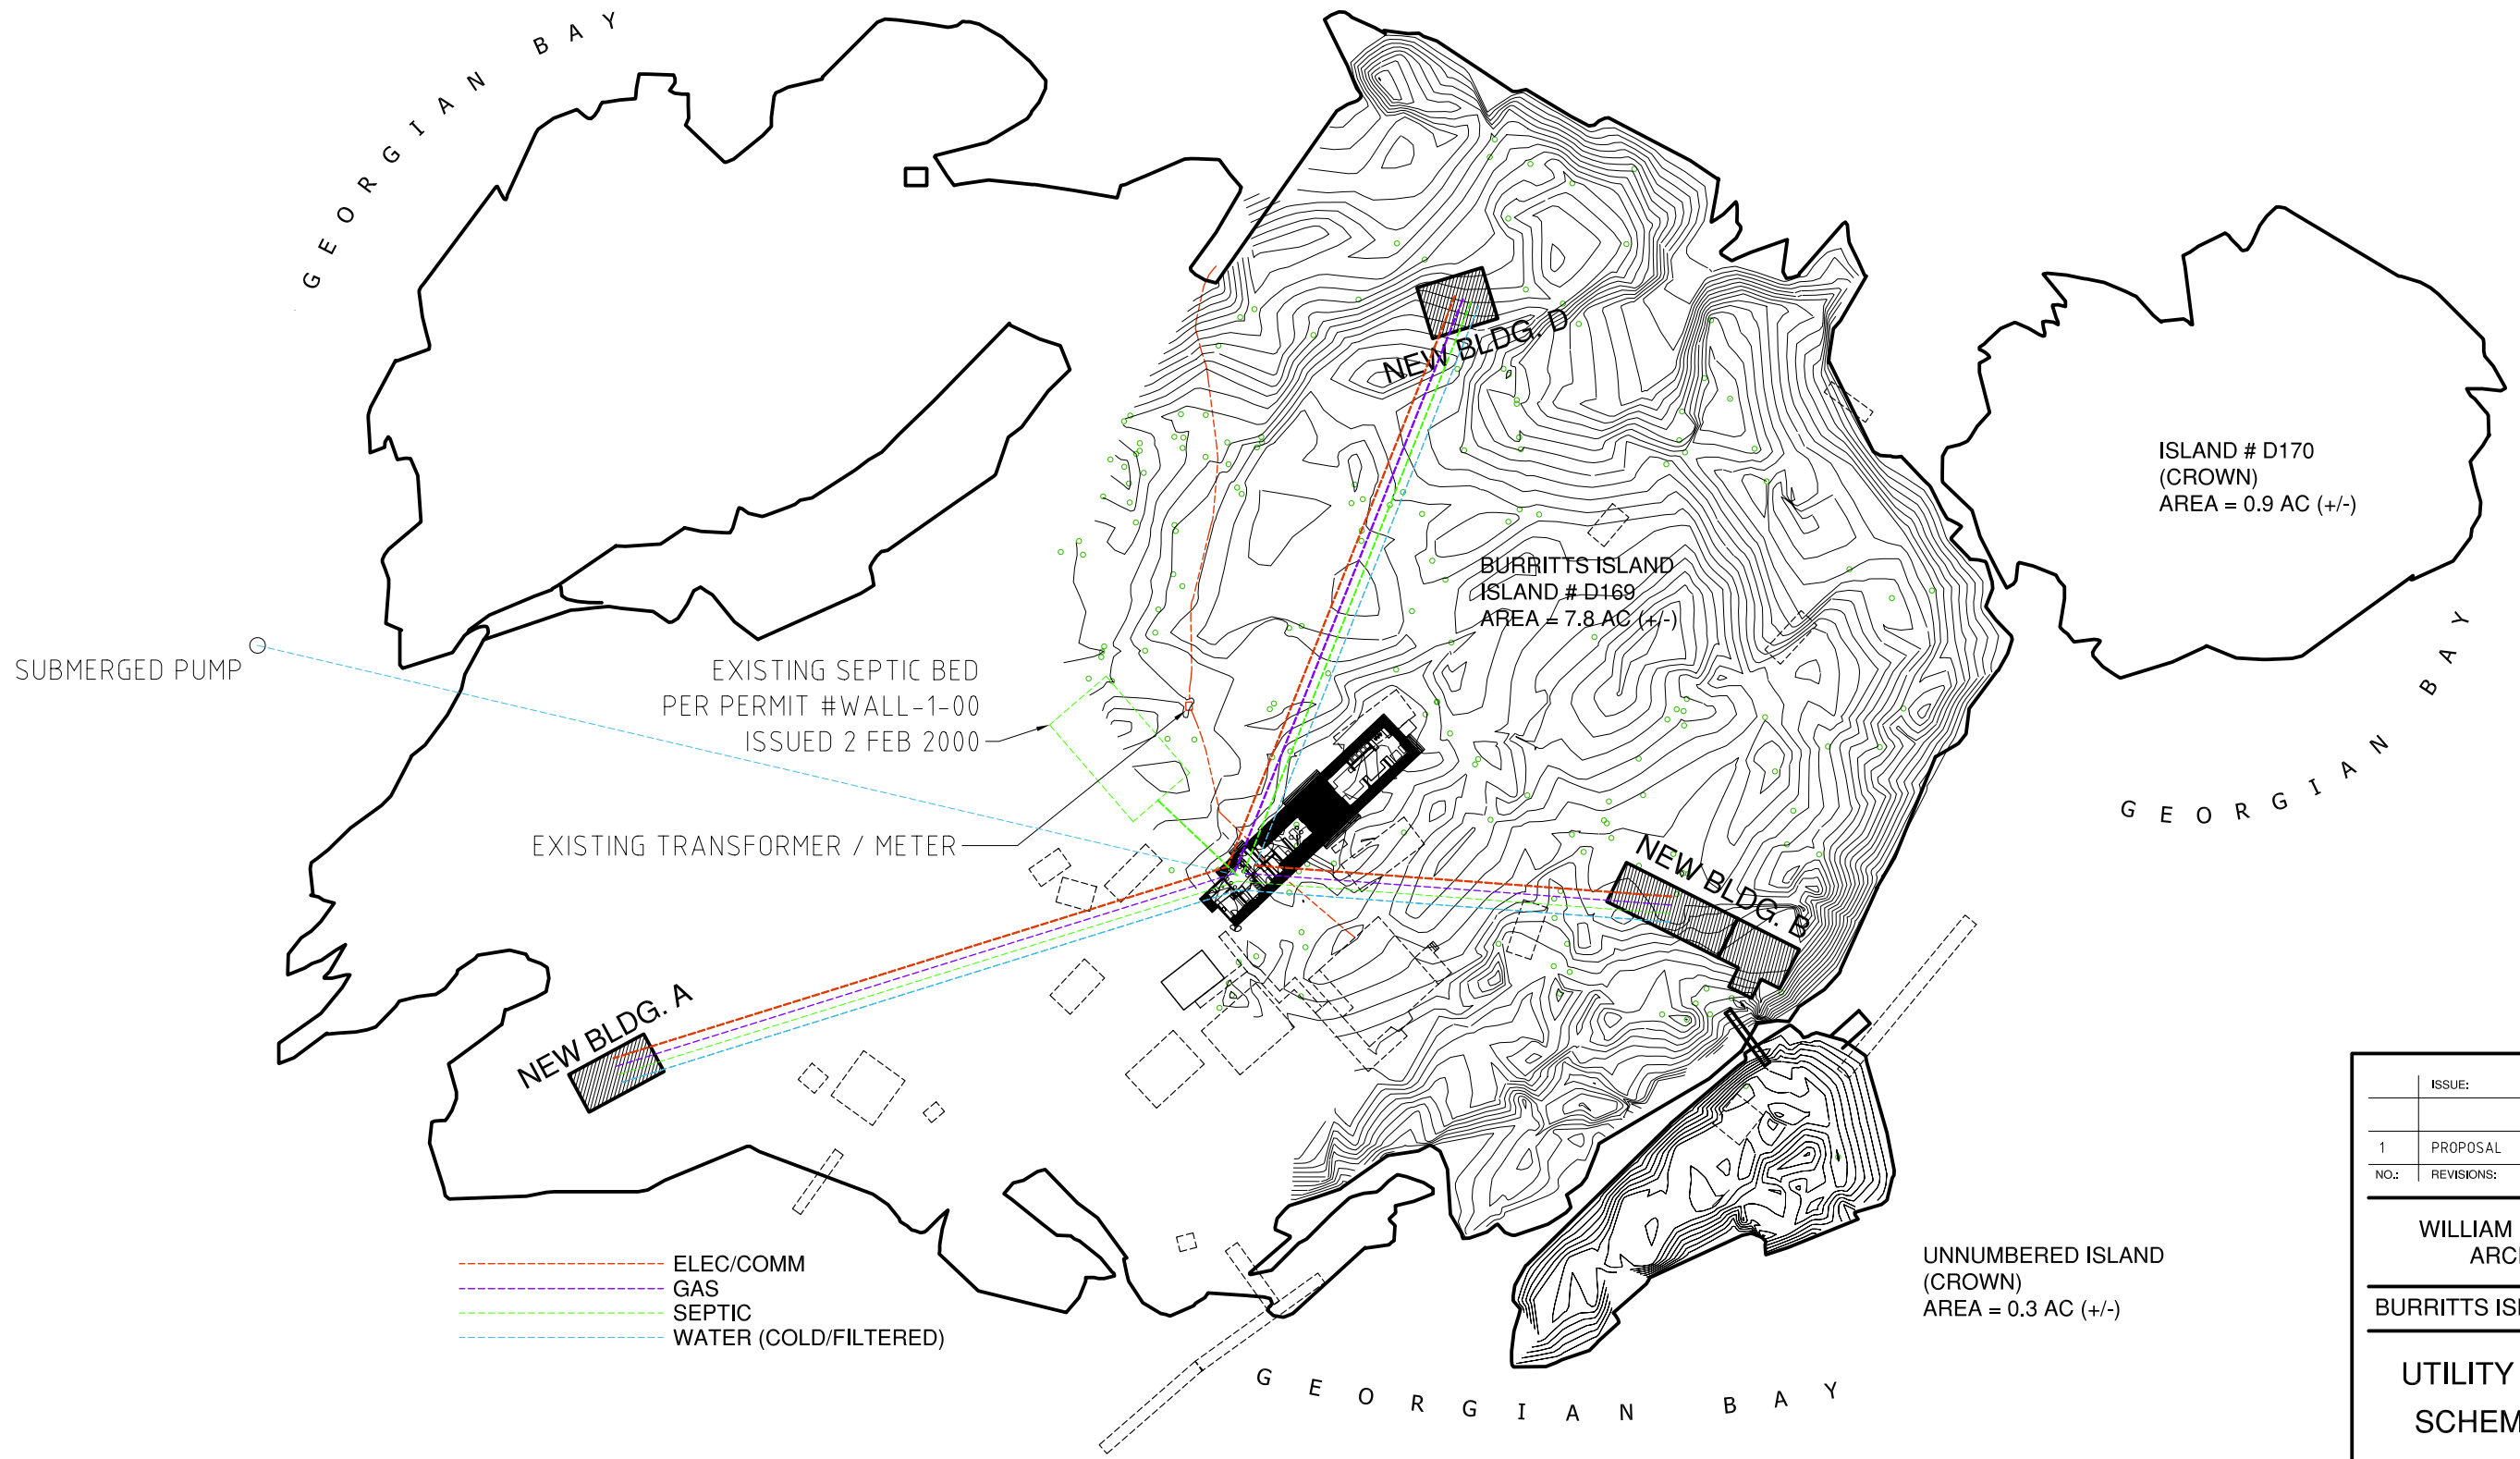 GEORGIAN BAY
NEW BLDG. D
ISLAND # D170
(CROWN)
AREA = 0.9 AC (+/-)
BURRITTS ISLAND
ISLAND # D169
AREA = 7.8 AC (+/-)
SUBMERGED PUMP
EXISTING SEPTIC BED
PER PERMIT #WALL-1-00
ISSUED 2 FEB 2000
EXISTING TRANSFORMER / METER
GEORGIAN BAY
NEW BLDG. B
NEW BLDG. A
ELEC/COMM
GAS
SEPTIC
WATER (COLD/FILTERED)
UNNUMBERED ISLAND
(CROWN)
AREA = 0.3 AC (+/-)
GEORGIAN BAY
ISSUE:
1 PROPOSAL
NO.: REVISIONS:
WILLIAM
ARC
BURRITTS IS
UTILITY
SCHEM